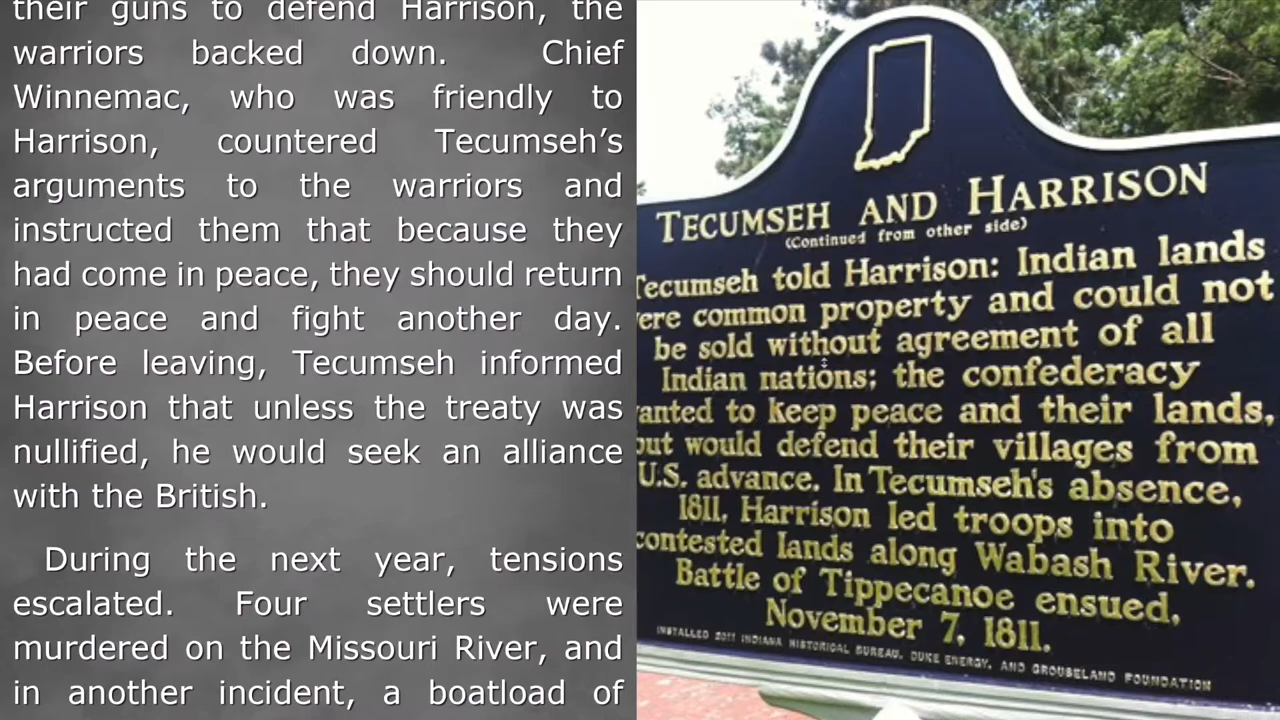 their guns to defend Harrison, the
warriors backed down. Chief
Winnemac, who was friendly to
Harrison, countered Tecumseh’s
arguments to the warriors and
instructed them that because they
had come in peace, they should return
in peace and fight another day.
Before leaving, Tecumseh informed
Harrison that unless the treaty was
nullified, he would seek an alliance
with the British.
During the next year, tensions
escalated. Four settlers were
murdered on the Missouri River, and
in another incident, a boatload of
TECUMSEH AND HARRISON
(Continued from other side)
Tecumseh told Harrison: Indian lands
ere common property and could not
be sold without agreement of all
Indian nations; the confederacy
anted to keep peace and their lands,
but would defend their villages from
U.S. advance. In Tecumseh's absence,
1811, Harrison led troops into
contested lands along Wabash River.
Battle of Tippecanoe ensued,
November 7, 1811.
INSTALLED 2011 INDIANA HISTORICAL BUREAU, DUKE ENERGY, AND GROUSELAND FOUNDATION